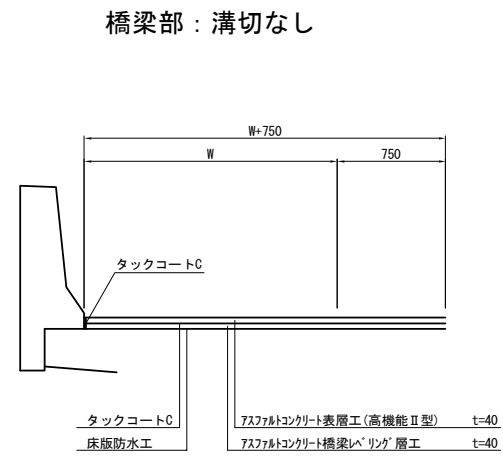 橋梁部：溝切なし
W+750
W 750
タックコートC
タックコートC ｱｽﾌｧﾙﾄｺﾝｸﾘｰﾄ表層工(高機能Ⅱ型) t=40
床版防水工 ｱｽﾌｧﾙﾄｺﾝｸﾘｰﾄ橋梁ﾚﾍﾞﾘﾝｸﾞ層工 t=40